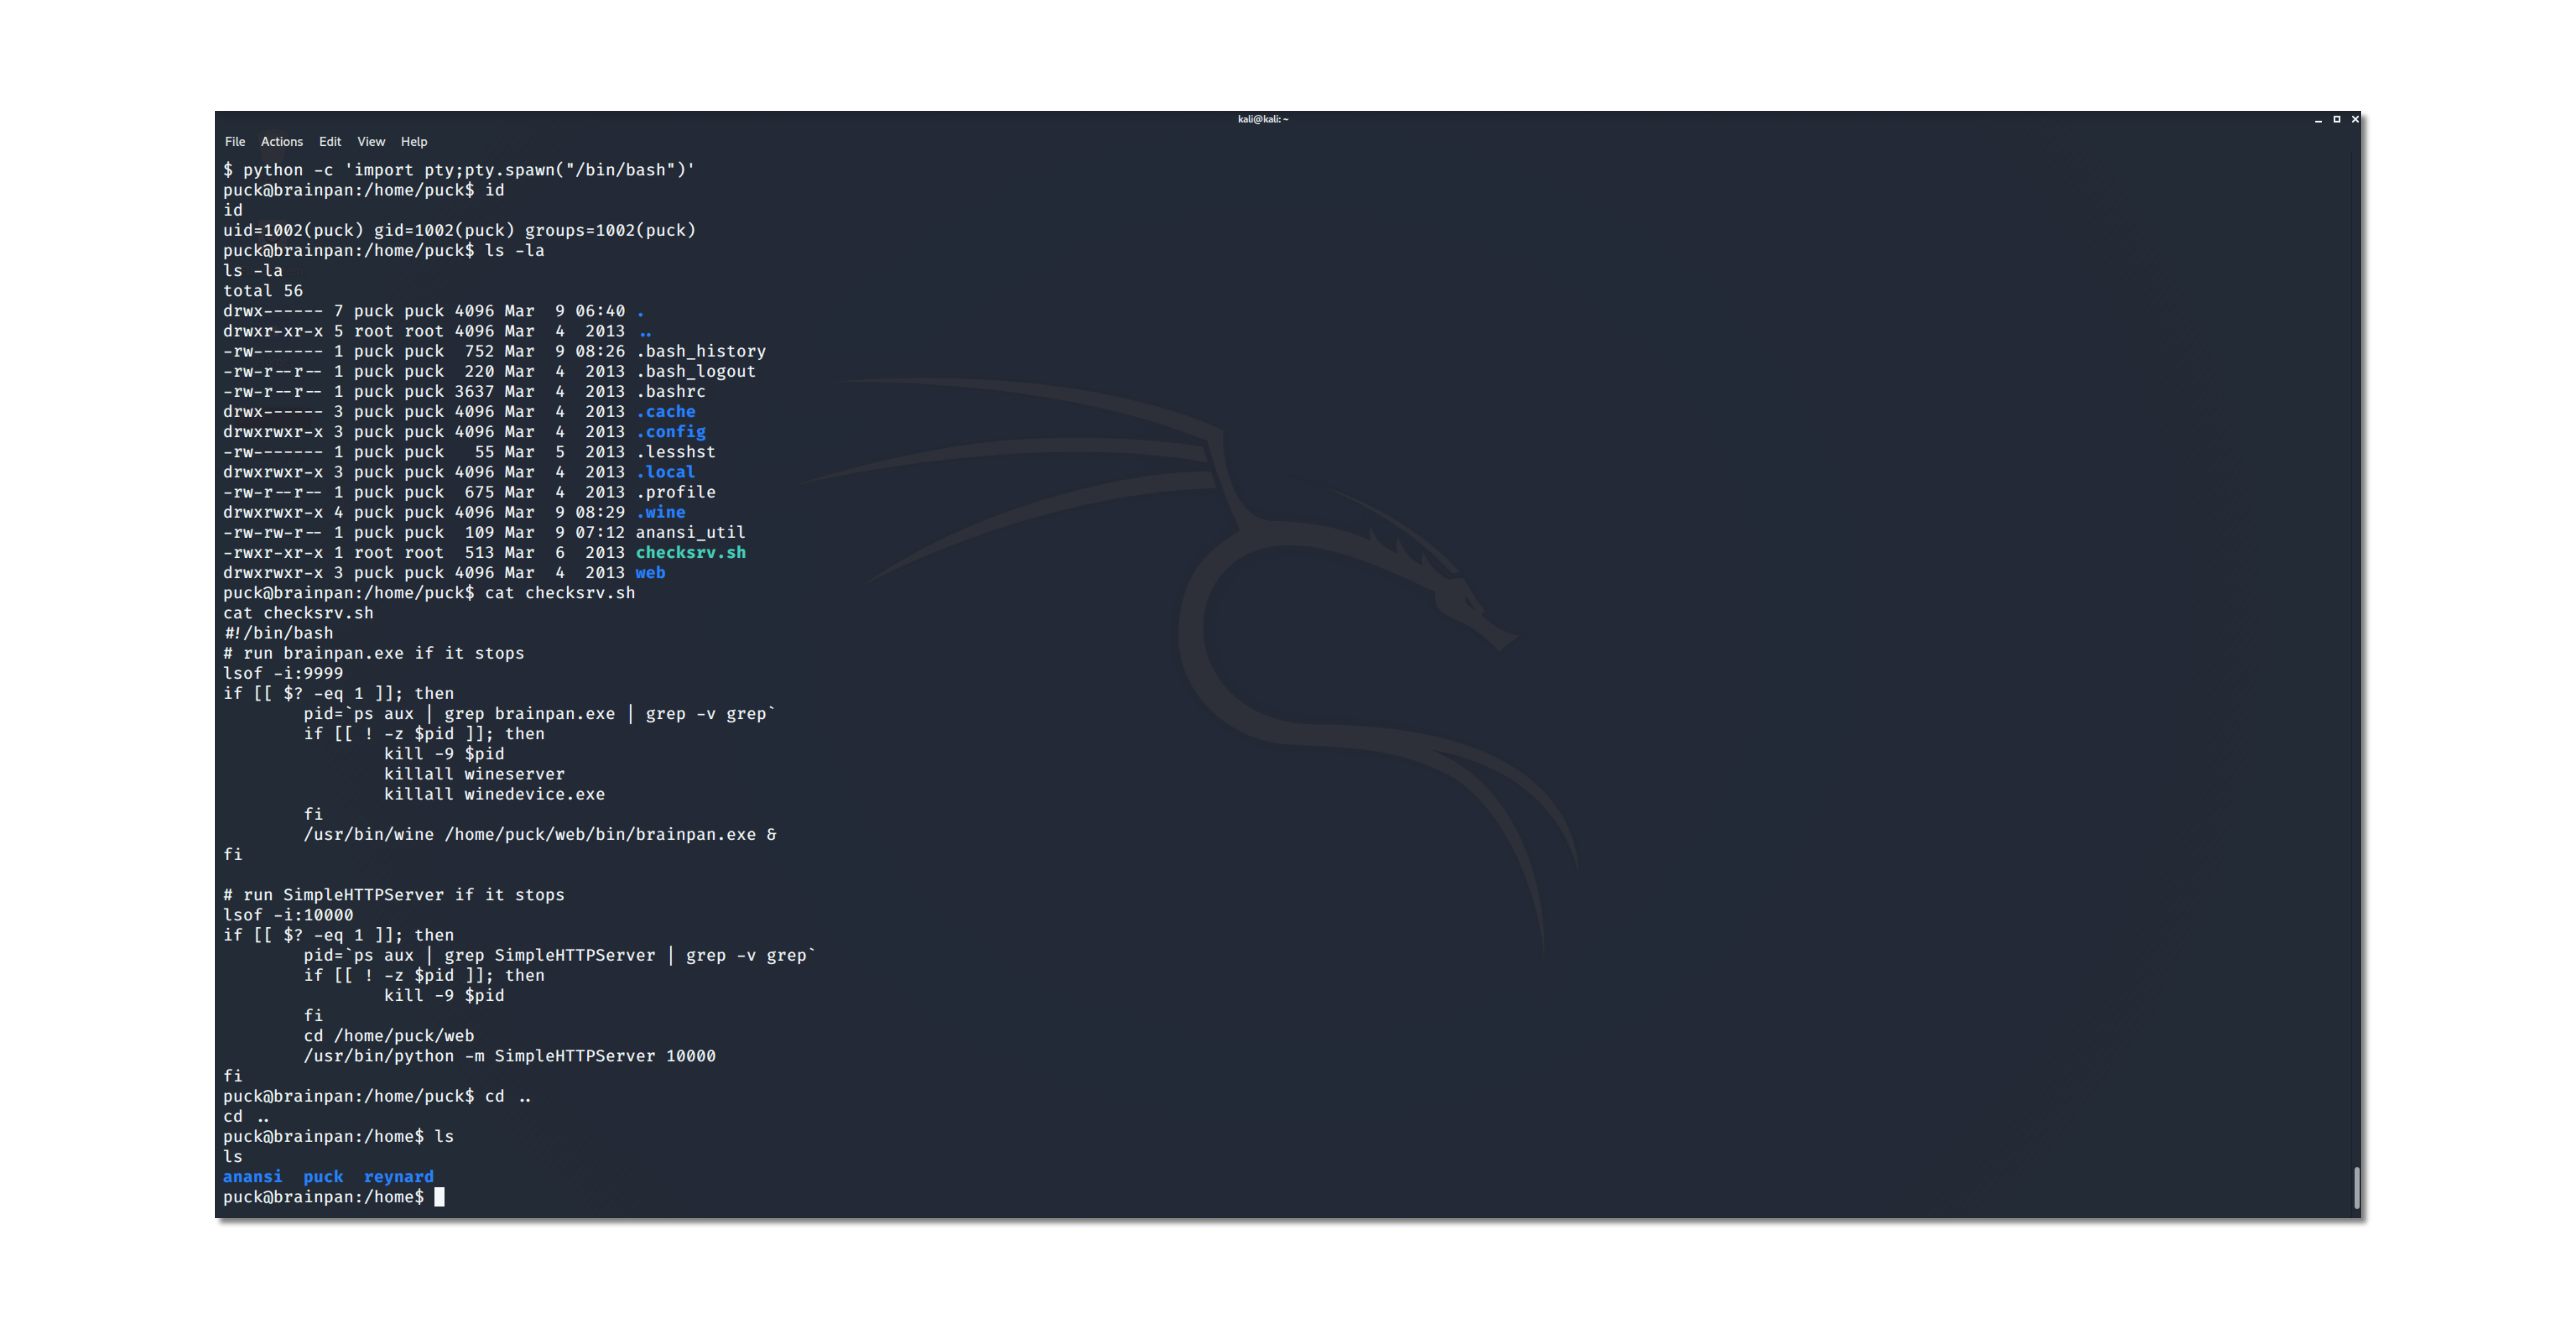 kali@kali: ~
File Actions Edit View Help
$ python -c 'import pty;pty.spawn("/bin/bash")'
puck@brainpan:/home/puck$ id
id
uid=1002(puck) gid=1002(puck) groups=1002(puck)
puck@brainpan:/home/puck$ ls -la
ls -la
total 56
drwx------ 7 puck puck 4096 Mar  9 06:40 .
drwxr-xr-x 5 root root 4096 Mar  4  2013 ..
-rw------- 1 puck puck  752 Mar  9 08:26 .bash_history
-rw-r--r-- 1 puck puck  220 Mar  4  2013 .bash_logout
-rw-r--r-- 1 puck puck 3637 Mar  4  2013 .bashrc
drwx------ 3 puck puck 4096 Mar  4  2013 .cache
drwxrwxr-x 3 puck puck 4096 Mar  4  2013 .config
-rw------- 1 puck puck   55 Mar  5  2013 .lesshst
drwxrwxr-x 3 puck puck 4096 Mar  4  2013 .local
-rw-r--r-- 1 puck puck  675 Mar  4  2013 .profile
drwxrwxr-x 4 puck puck 4096 Mar  9 08:29 .wine
-rw-rw-r-- 1 puck puck  109 Mar  9 07:12 anansi_util
-rwxr-xr-x 1 root root  513 Mar  6  2013 checksrv.sh
drwxrwxr-x 3 puck puck 4096 Mar  4  2013 web
puck@brainpan:/home/puck$ cat checksrv.sh
cat checksrv.sh
#!/bin/bash
# run brainpan.exe if it stops
lsof -i:9999
if [[ $? -eq 1 ]]; then
        pid=`ps aux | grep brainpan.exe | grep -v grep`
        if [[ ! -z $pid ]]; then
                kill -9 $pid
                killall wineserver
                killall winedevice.exe
        fi
        /usr/bin/wine /home/puck/web/bin/brainpan.exe &
fi
# run SimpleHTTPServer if it stops
lsof -i:10000
if [[ $? -eq 1 ]]; then
        pid=`ps aux | grep SimpleHTTPServer | grep -v grep`
        if [[ ! -z $pid ]]; then
                kill -9 $pid
        fi
        cd /home/puck/web
        /usr/bin/python -m SimpleHTTPServer 10000
fi
puck@brainpan:/home/puck$ cd ..
cd ..
puck@brainpan:/home$ ls
ls
anansi  puck  reynard
puck@brainpan:/home$